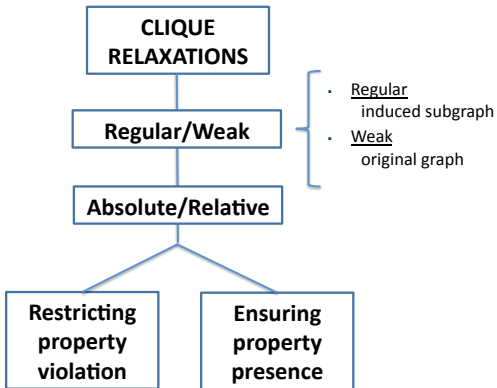 CLIQUE
RELAXATIONS
Regular/Weak
▪ Regular
induced subgraph
▪ Weak
original graph
Absolute/Relative
Restricting
property
violation
Ensuring
property
presence